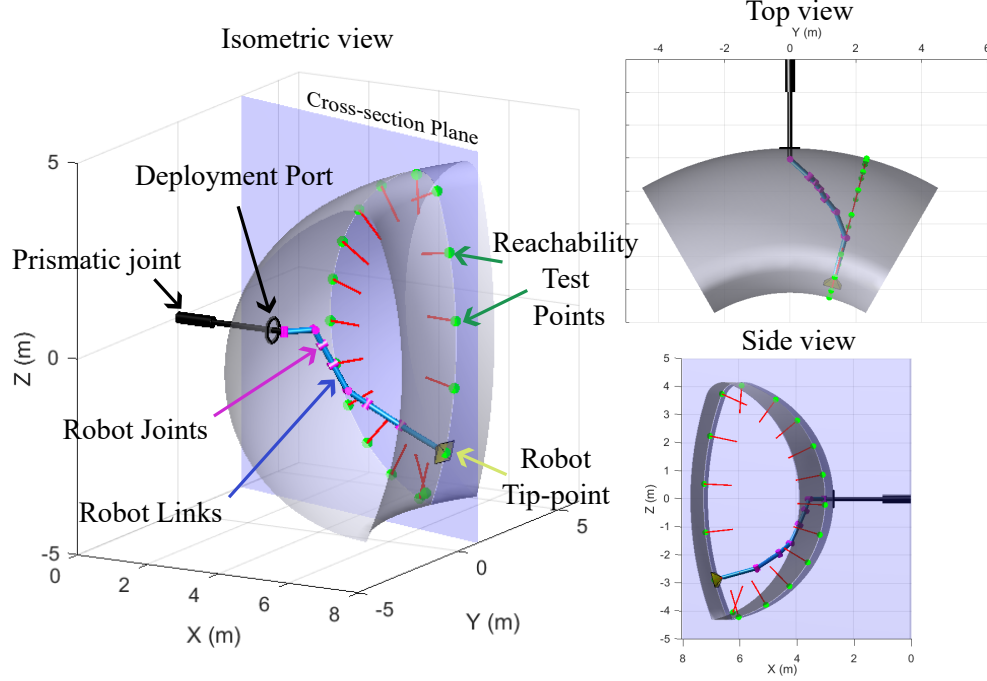 Isometric view
Cross-section Plane
Deployment Port
Prismatic joint
Reachability
Test
Points
Robot Joints
Robot Links
Robot
Tip-point
5
0
-5
Z (m)
0
2
4
6
8
X (m)
-5
0
5
Y (m)
Top view
Y (m)
-4
-2
0
2
4
6
Side view
5
4
3
2
1
0
-1
-2
-3
-4
-5
Z (m)
8
6
4
2
0
X (m)